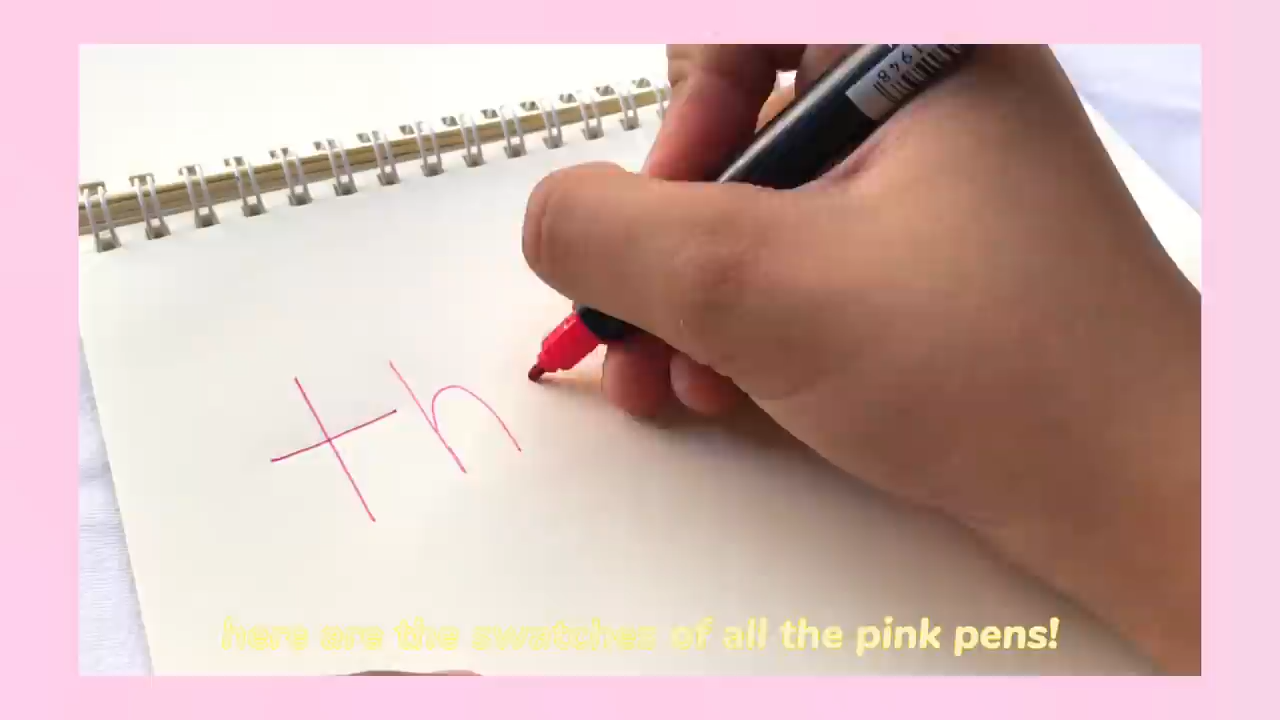 th
here are the swatches of all the pink pens!